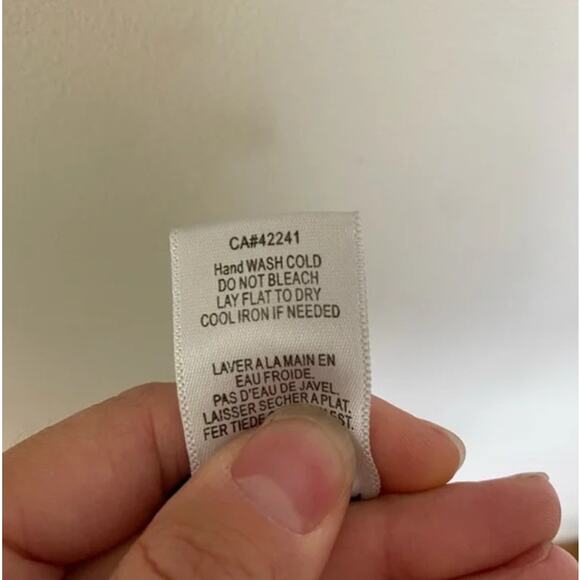 CA#42241
Hand WASH COLD
DO NOT BLEACH
LAY FLAT TO DRY
COOL IRON IF NEEDED
LAVER A LA MAIN EN
EAU FROIDE.
PAS D'EAU DE JAVEL.
LAISSER SECHER A PLAT.
FER TIEDE